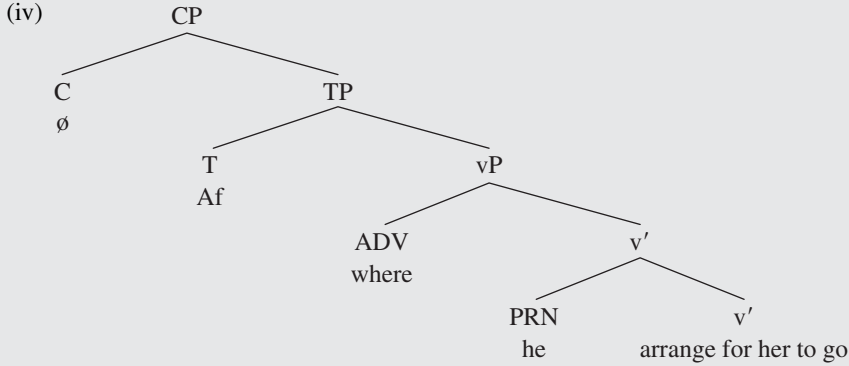 (iv) CP
C TP
ø
T vP
Af
ADV v′
where
PRN v′
he arrange for her to go